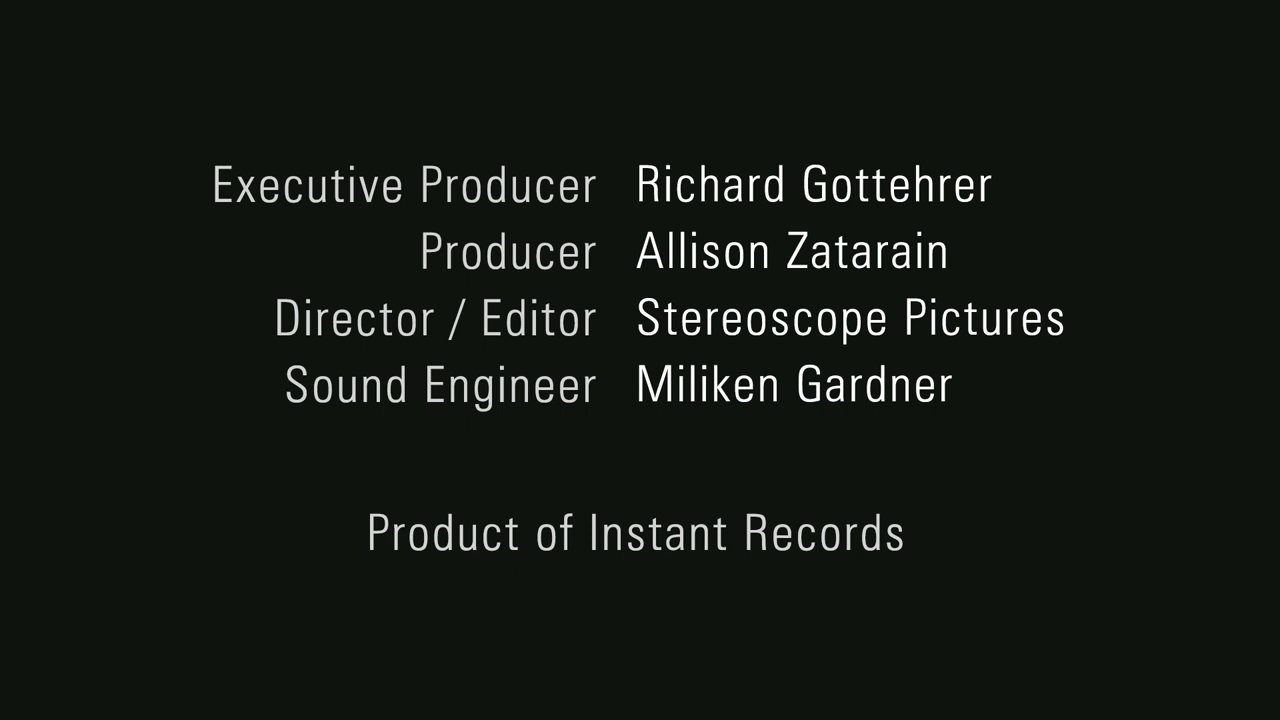 Executive Producer Richard Gottehrer
Producer Allison Zatarain
Director / Editor Stereoscope Pictures
Sound Engineer Miliken Gardner
Product of Instant Records